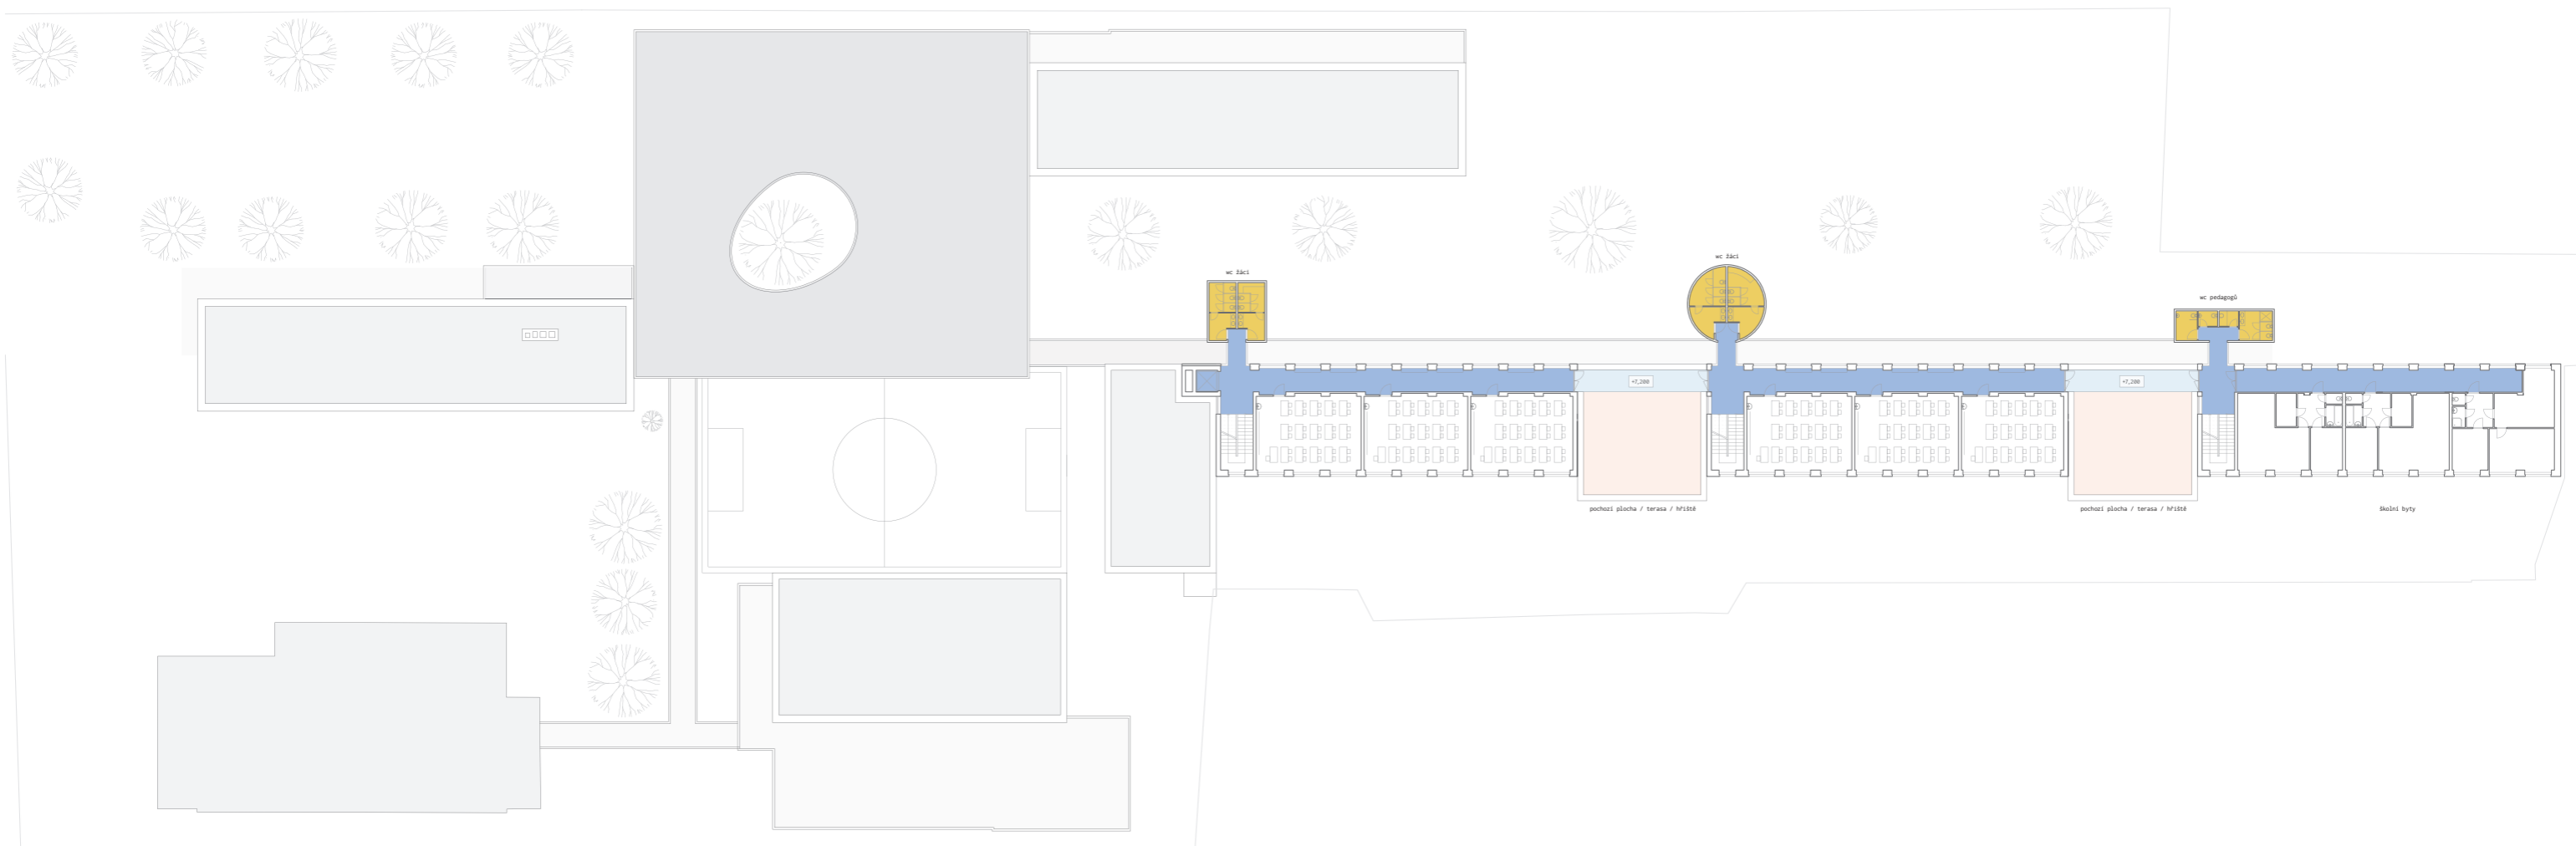 wc žáci
wc žáci
wc pedagogů
+7,200
+7,200
pochozí plocha / terasa / hřiště
pochozí plocha / terasa / hřiště
školní byty